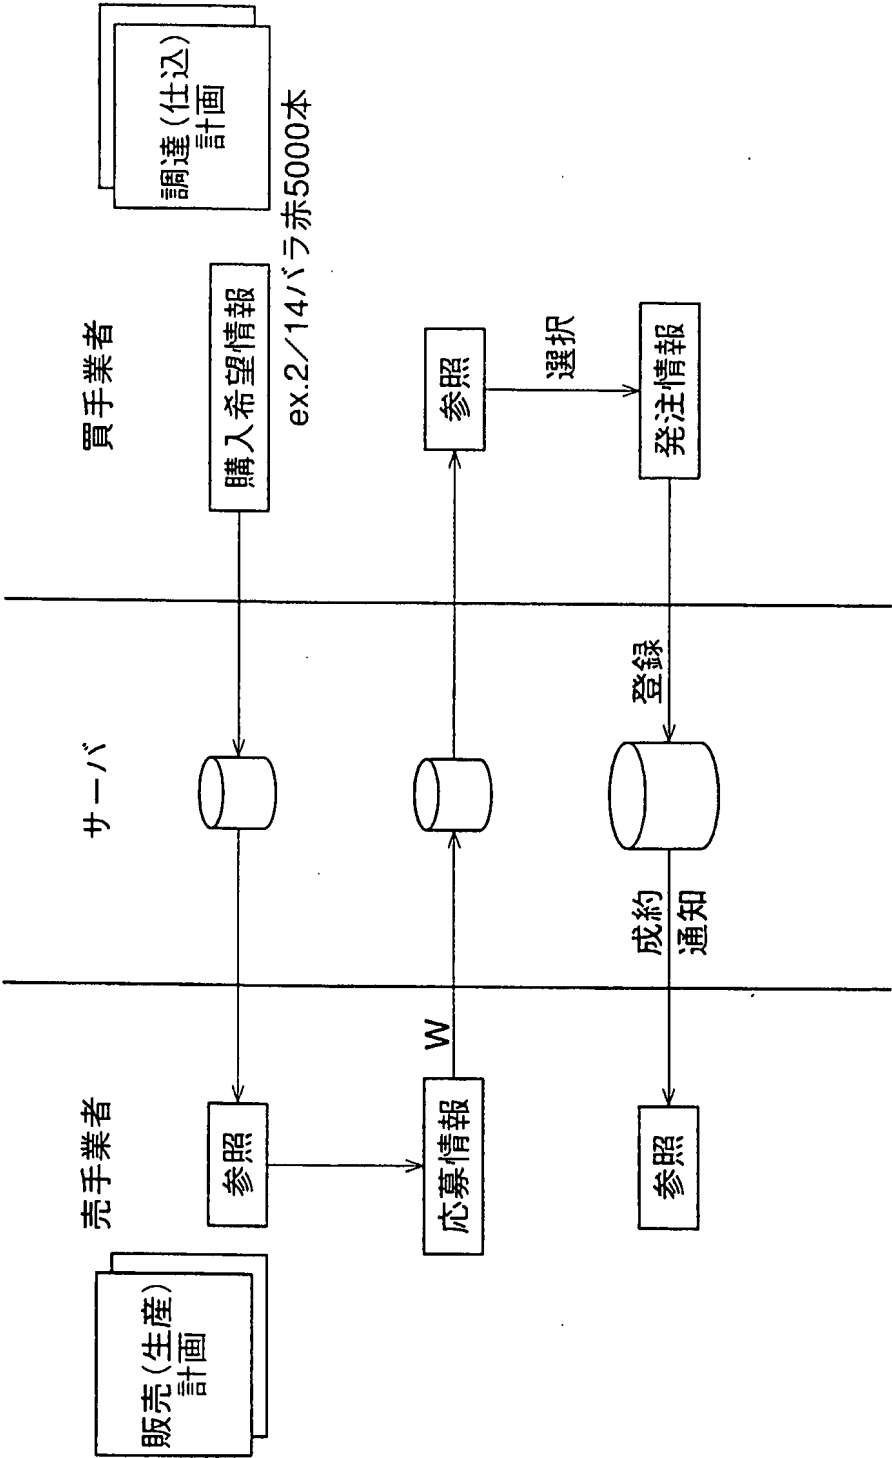 売手業者
サーバ
買手業者
販売(生産)
計画
調達(仕込)
計画
参照
購入希望情報
ex.2/14バラ赤5000本
応募情報
W
参照
選択
参照
成約
通知
登録
発注情報